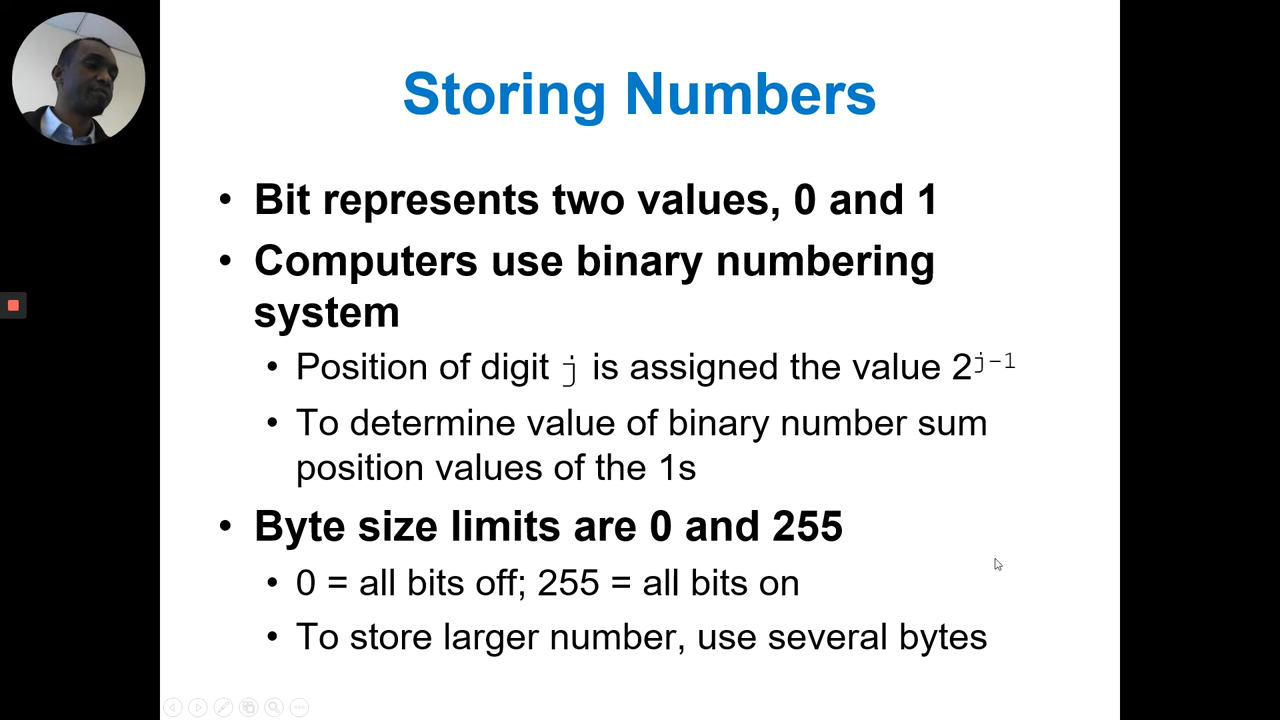 Storing Numbers
• Bit represents two values, 0 and 1
• Computers use binary numbering
system
• Position of digit j is assigned the value 2^j-1
• To determine value of binary number sum
position values of the 1s
• Byte size limits are 0 and 255
• 0 = all bits off; 255 = all bits on
• To store larger number, use several bytes